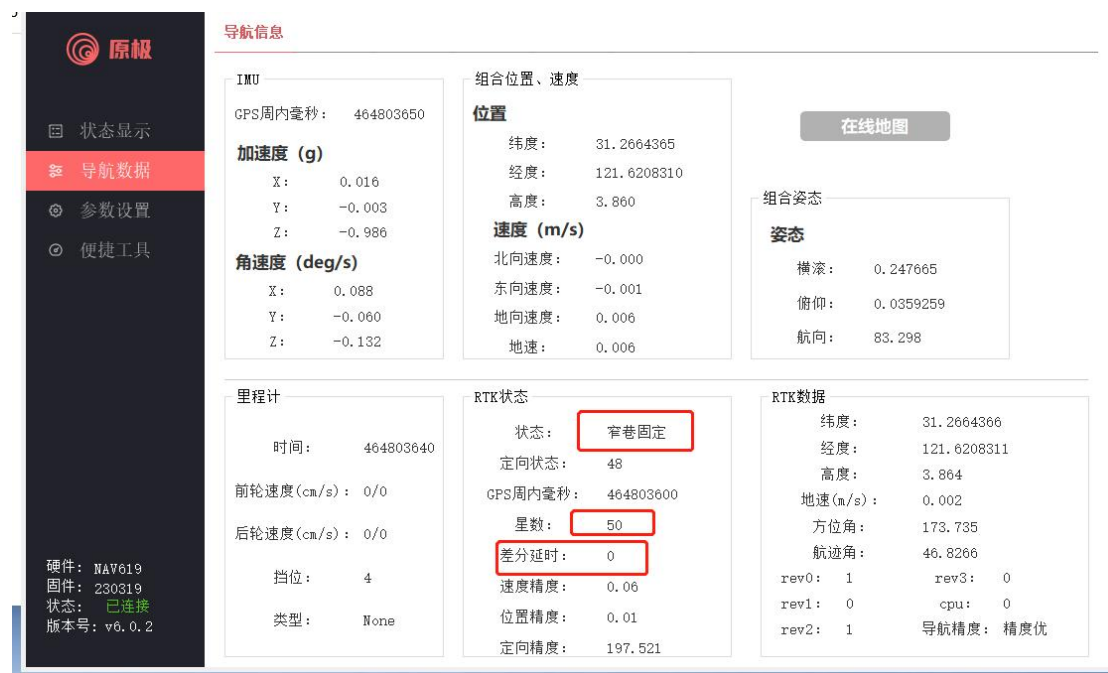 原极
状态显示
导航数据
参数设置
便捷工具
硬件: NAV619
固件: 230319
状态: 已连接
版本号: v6.0.2
导航信息
IMU
GPS周内毫秒: 464803650
加速度 (g)
X: 0.016
Y: -0.003
Z: -0.986
角速度 (deg/s)
X: 0.088
Y: -0.060
Z: -0.132
组合位置、速度
位置
纬度: 31.2664365
经度: 121.6208310
高度: 3.860
速度 (m/s)
北向速度: -0.000
东向速度: -0.001
地向速度: 0.006
地速: 0.006
在线地图
组合姿态
姿态
横滚: 0.247665
俯仰: 0.0359259
航向: 83.298
里程计
时间: 464803640
前轮速度(cm/s): 0/0
后轮速度(cm/s): 0/0
挡位: 4
类型: None
RTK状态
状态: 窄巷固定
定向状态: 48
GPS周内毫秒: 464803600
星数: 50
差分延时: 0
速度精度: 0.06
位置精度: 0.01
定向精度: 197.521
RTK数据
纬度: 31.2664366
经度: 121.6208311
高度: 3.864
地速(m/s): 0.002
方位角: 173.735
航迹角: 46.8266
rev0: 1 rev3: 0
rev1: 0 cpu: 0
rev2: 1 导航精度: 精度优